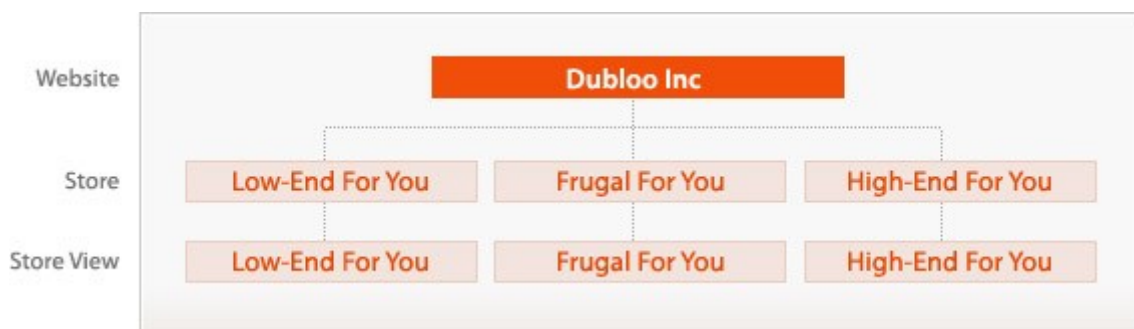 Website
Dubloo Inc
Store
Low-End For You
Frugal For You
High-End For You
Store View
Low-End For You
Frugal For You
High-End For You